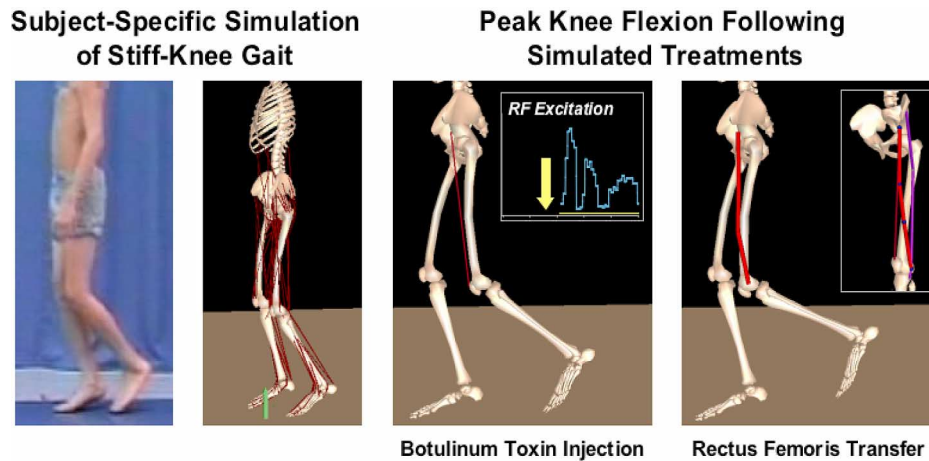 Subject-Specific Simulation
of Stiff-Knee Gait
Peak Knee Flexion Following
Simulated Treatments
RF Excitation
Botulinum Toxin Injection
Rectus Femoris Transfer